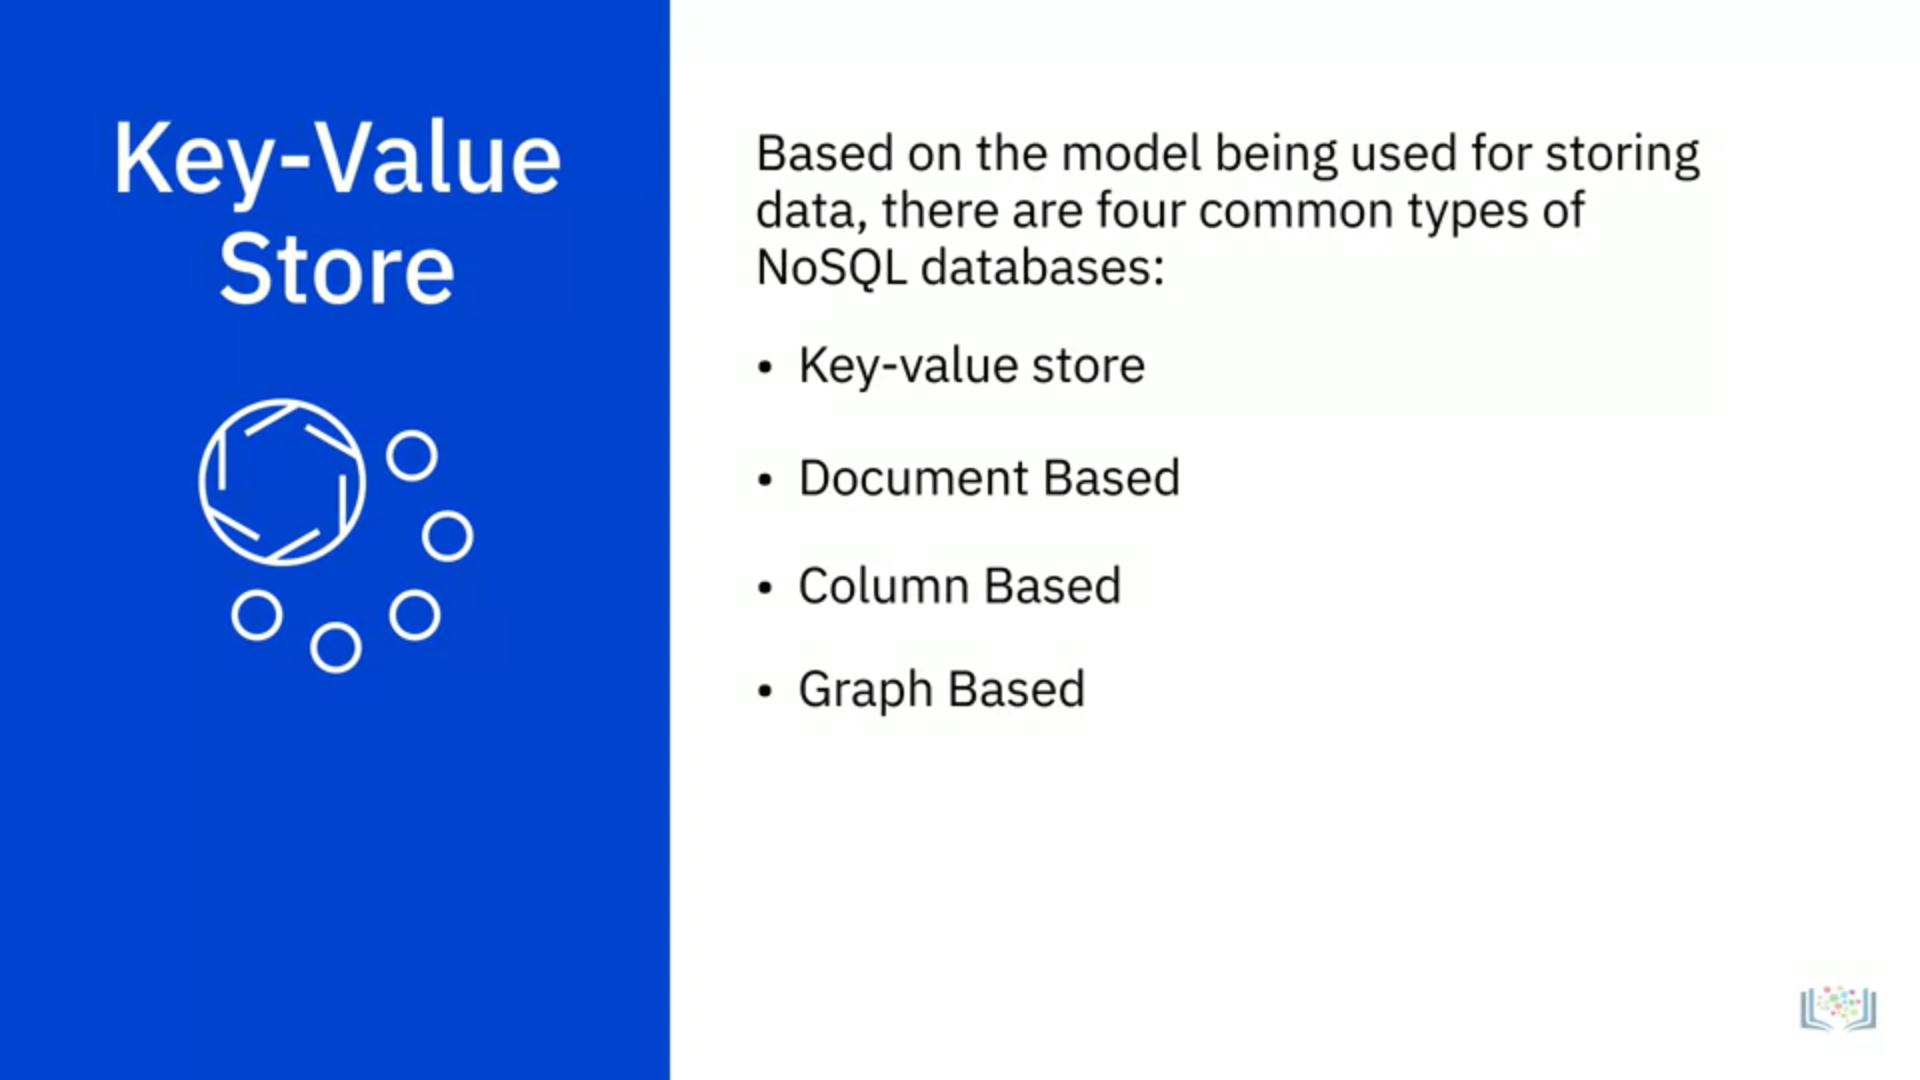 Key-Value
Store
Based on the model being used for storing
data, there are four common types of
NoSQL databases:
• Key-value store
• Document Based
• Column Based
• Graph Based